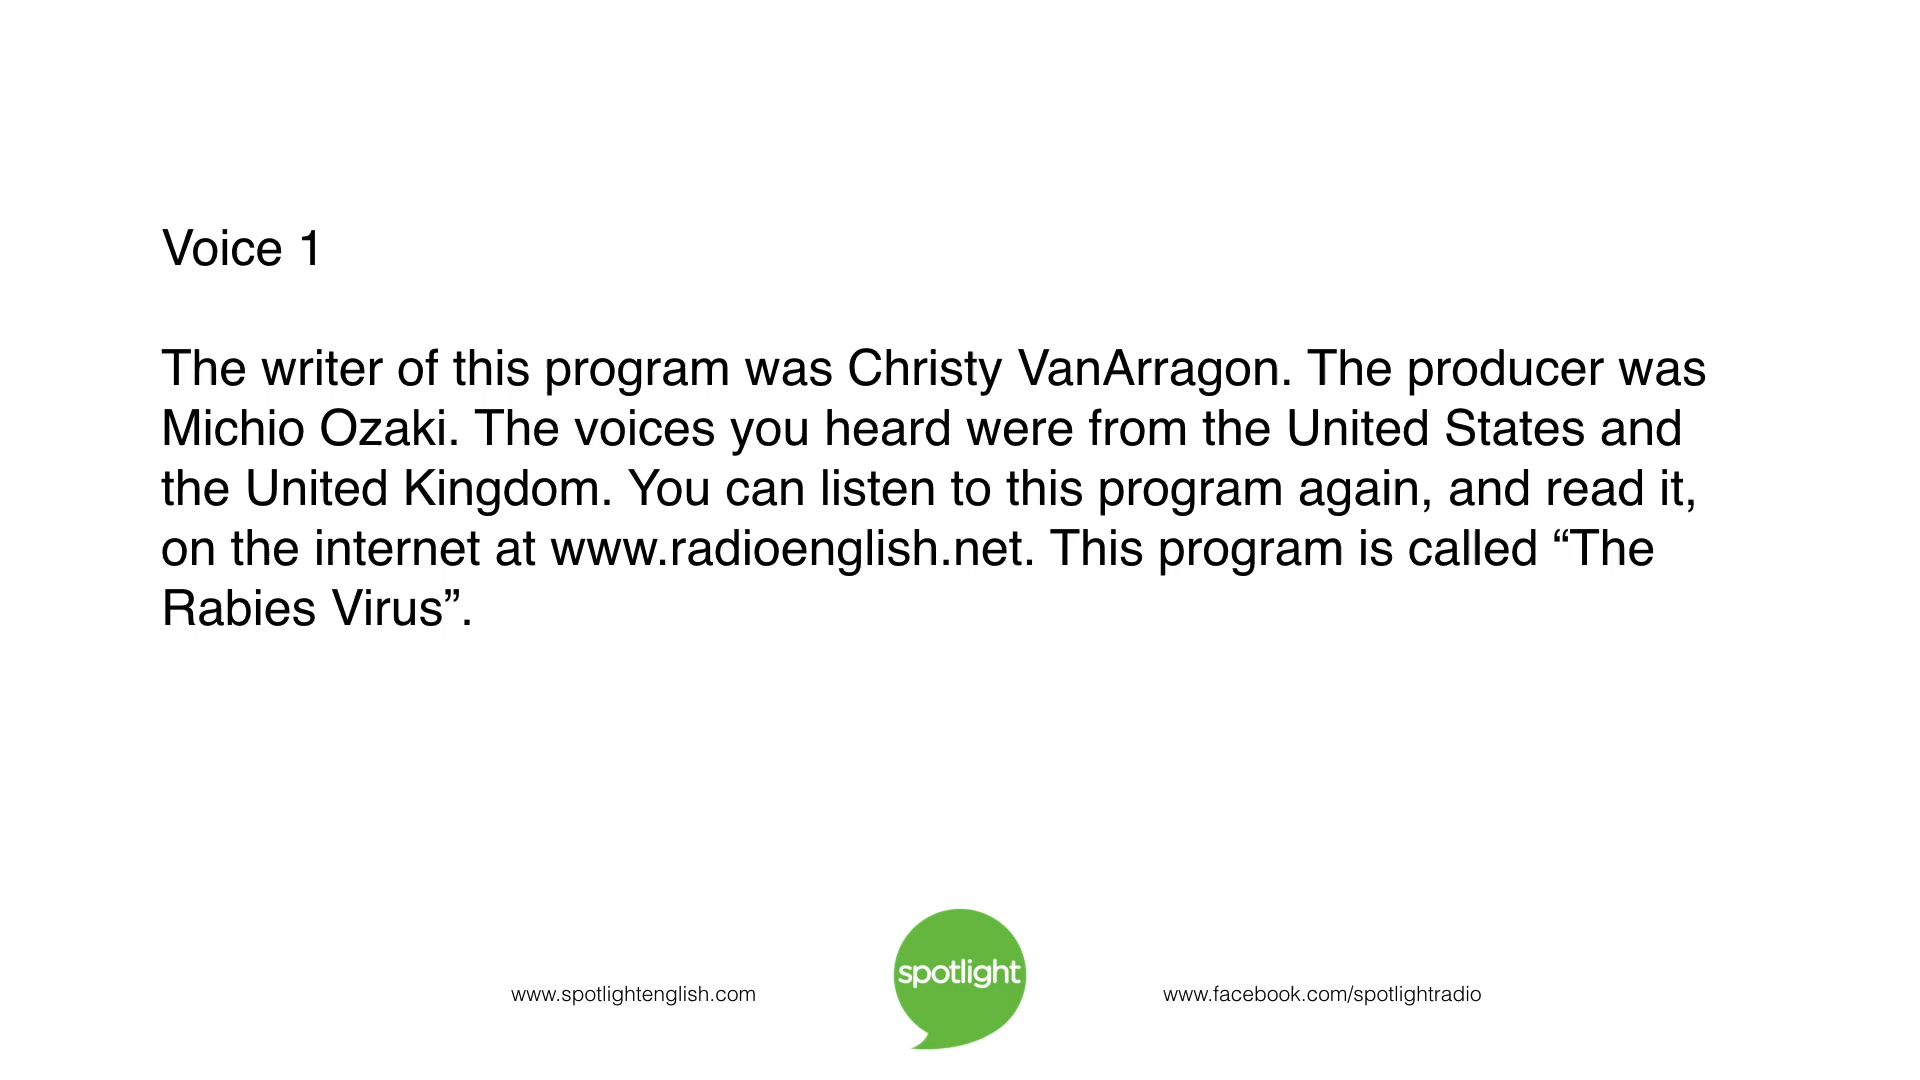 Voice 1
The writer of this program was Christy VanArragon. The producer was
Michio Ozaki. The voices you heard were from the United States and
the United Kingdom. You can listen to this program again, and read it,
on the internet at www.radioenglish.net. This program is called “The
Rabies Virus”.
spotlight
www.spotlightenglish.com
www.facebook.com/spotlightradio